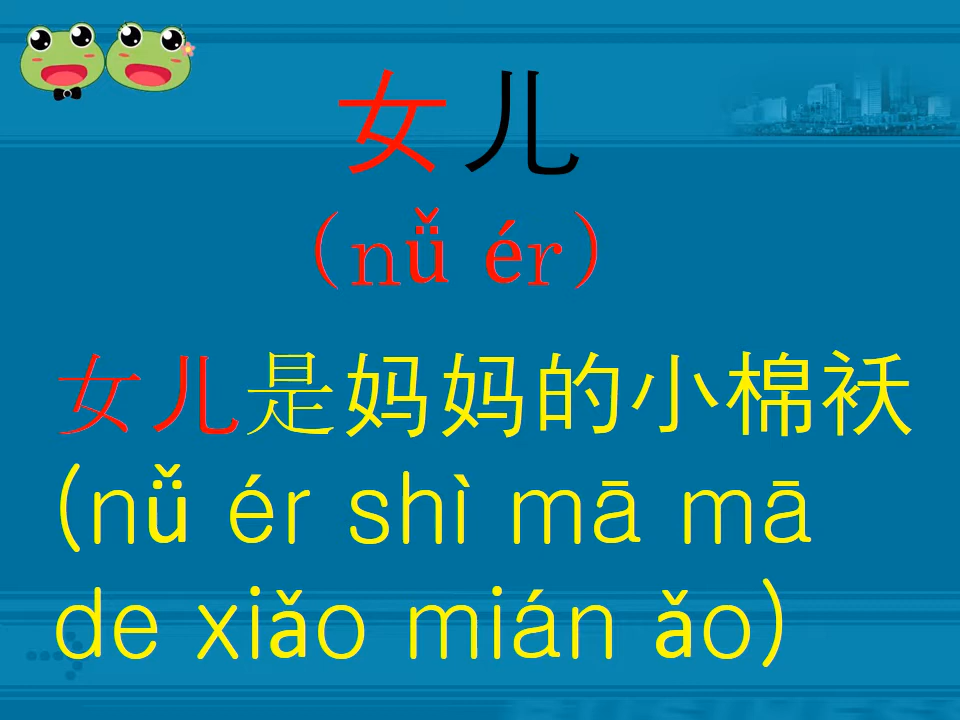 女儿
(nǚ ér)
女儿是妈妈的小棉袄
(nǚ ér shì mā mā
de xiǎo mián ǎo)